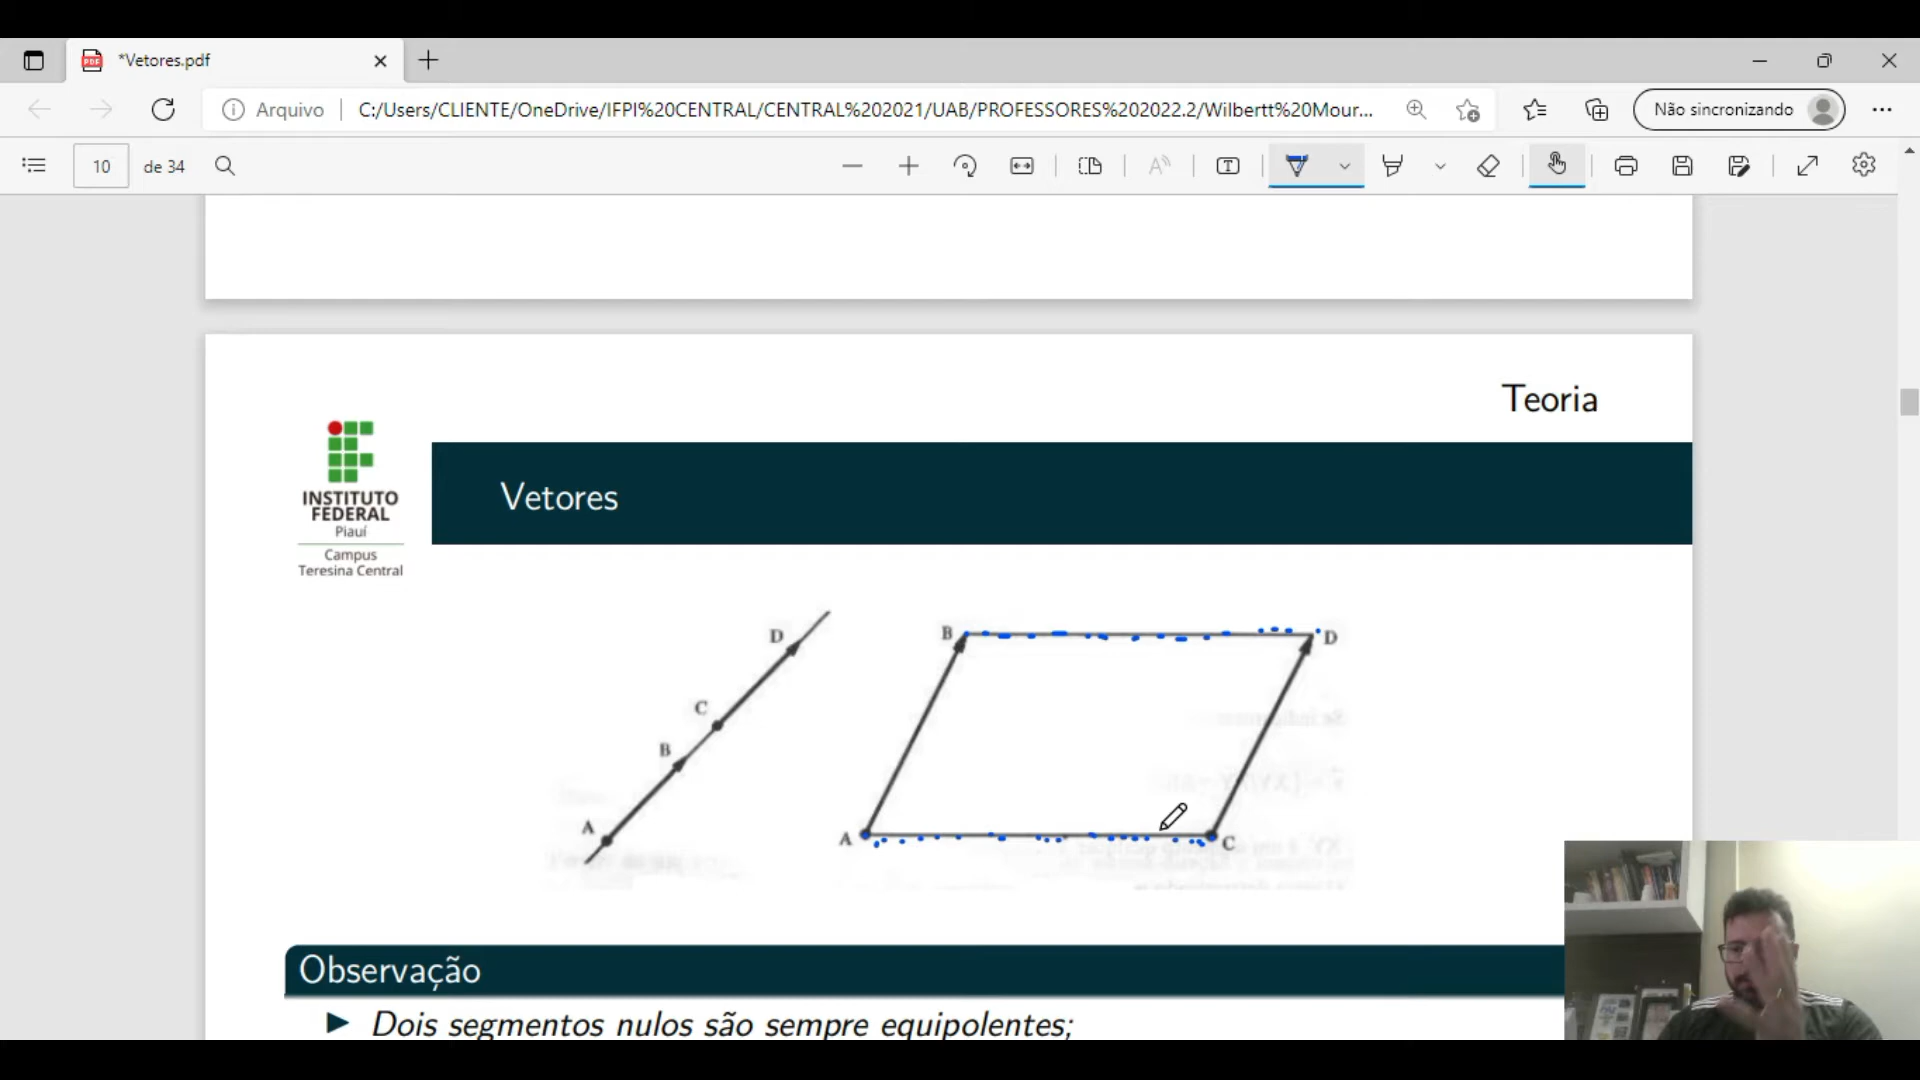 *Vetores.pdf
Arquivo
C:/Users/CLIENTE/OneDrive/IFPI%20CENTRAL/CENTRAL%202021/UAB/PROFESSORES%202022.2/Wilbertt%20Mour...
Não sincronizando
10 de 34
Teoria
INSTITUTO
FEDERAL
Piauí
Campus
Teresina Central
Vetores
D
C
B
A
B
D
A
C
Observação
Dois segmentos nulos são sempre equipolentes;